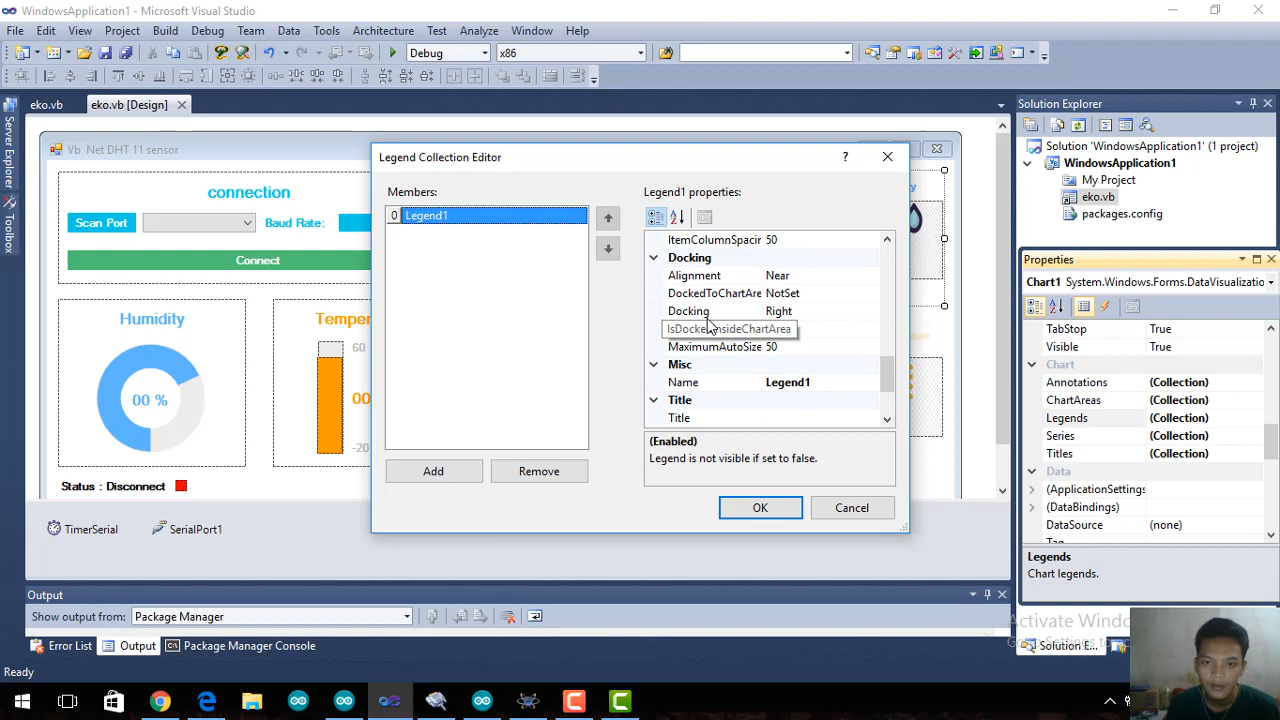 WindowsApplication1 - Microsoft Visual Studio
File Edit View Project Build Debug Team Data Tools Architecture Test Analyze Window Help
Debug x86
eko.vb eko.vb [Design]
Server Explorer
Toolbox
Vb Net DHT 11 sensor
connection
Scan Port Baud Rate:
Connect
Humidity
00 %
60
00
-20
Status : Disconnect
TimerSerial SerialPort1
Legend Collection Editor
?
Members:
0 Legend1
Add Remove
Legend1 properties:
ItemColumnSpacin 50
Docking
Alignment Near
DockedToChartAre NotSet
Docking Right
MaximumAutoSize 50
Misc
Name Legend1
Title
Title
(Enabled)
Legend is not visible if set to false.
OK Cancel
Solution Explorer
Solution 'WindowsApplication1' (1 project)
WindowsApplication1
My Project
eko.vb
packages.config
Properties
Chart1 System.Windows.Forms.DataVisualizatio
TabStop True
Visible True
Chart
Annotations (Collection)
ChartAreas (Collection)
Legends (Collection)
Series (Collection)
Titles (Collection)
Data
(ApplicationSettings
(DataBindings)
DataSource (none)
Legends
Chart legends.
Output
Show output from: Package Manager
Error List Output Package Manager Console
Solution E...
Ready